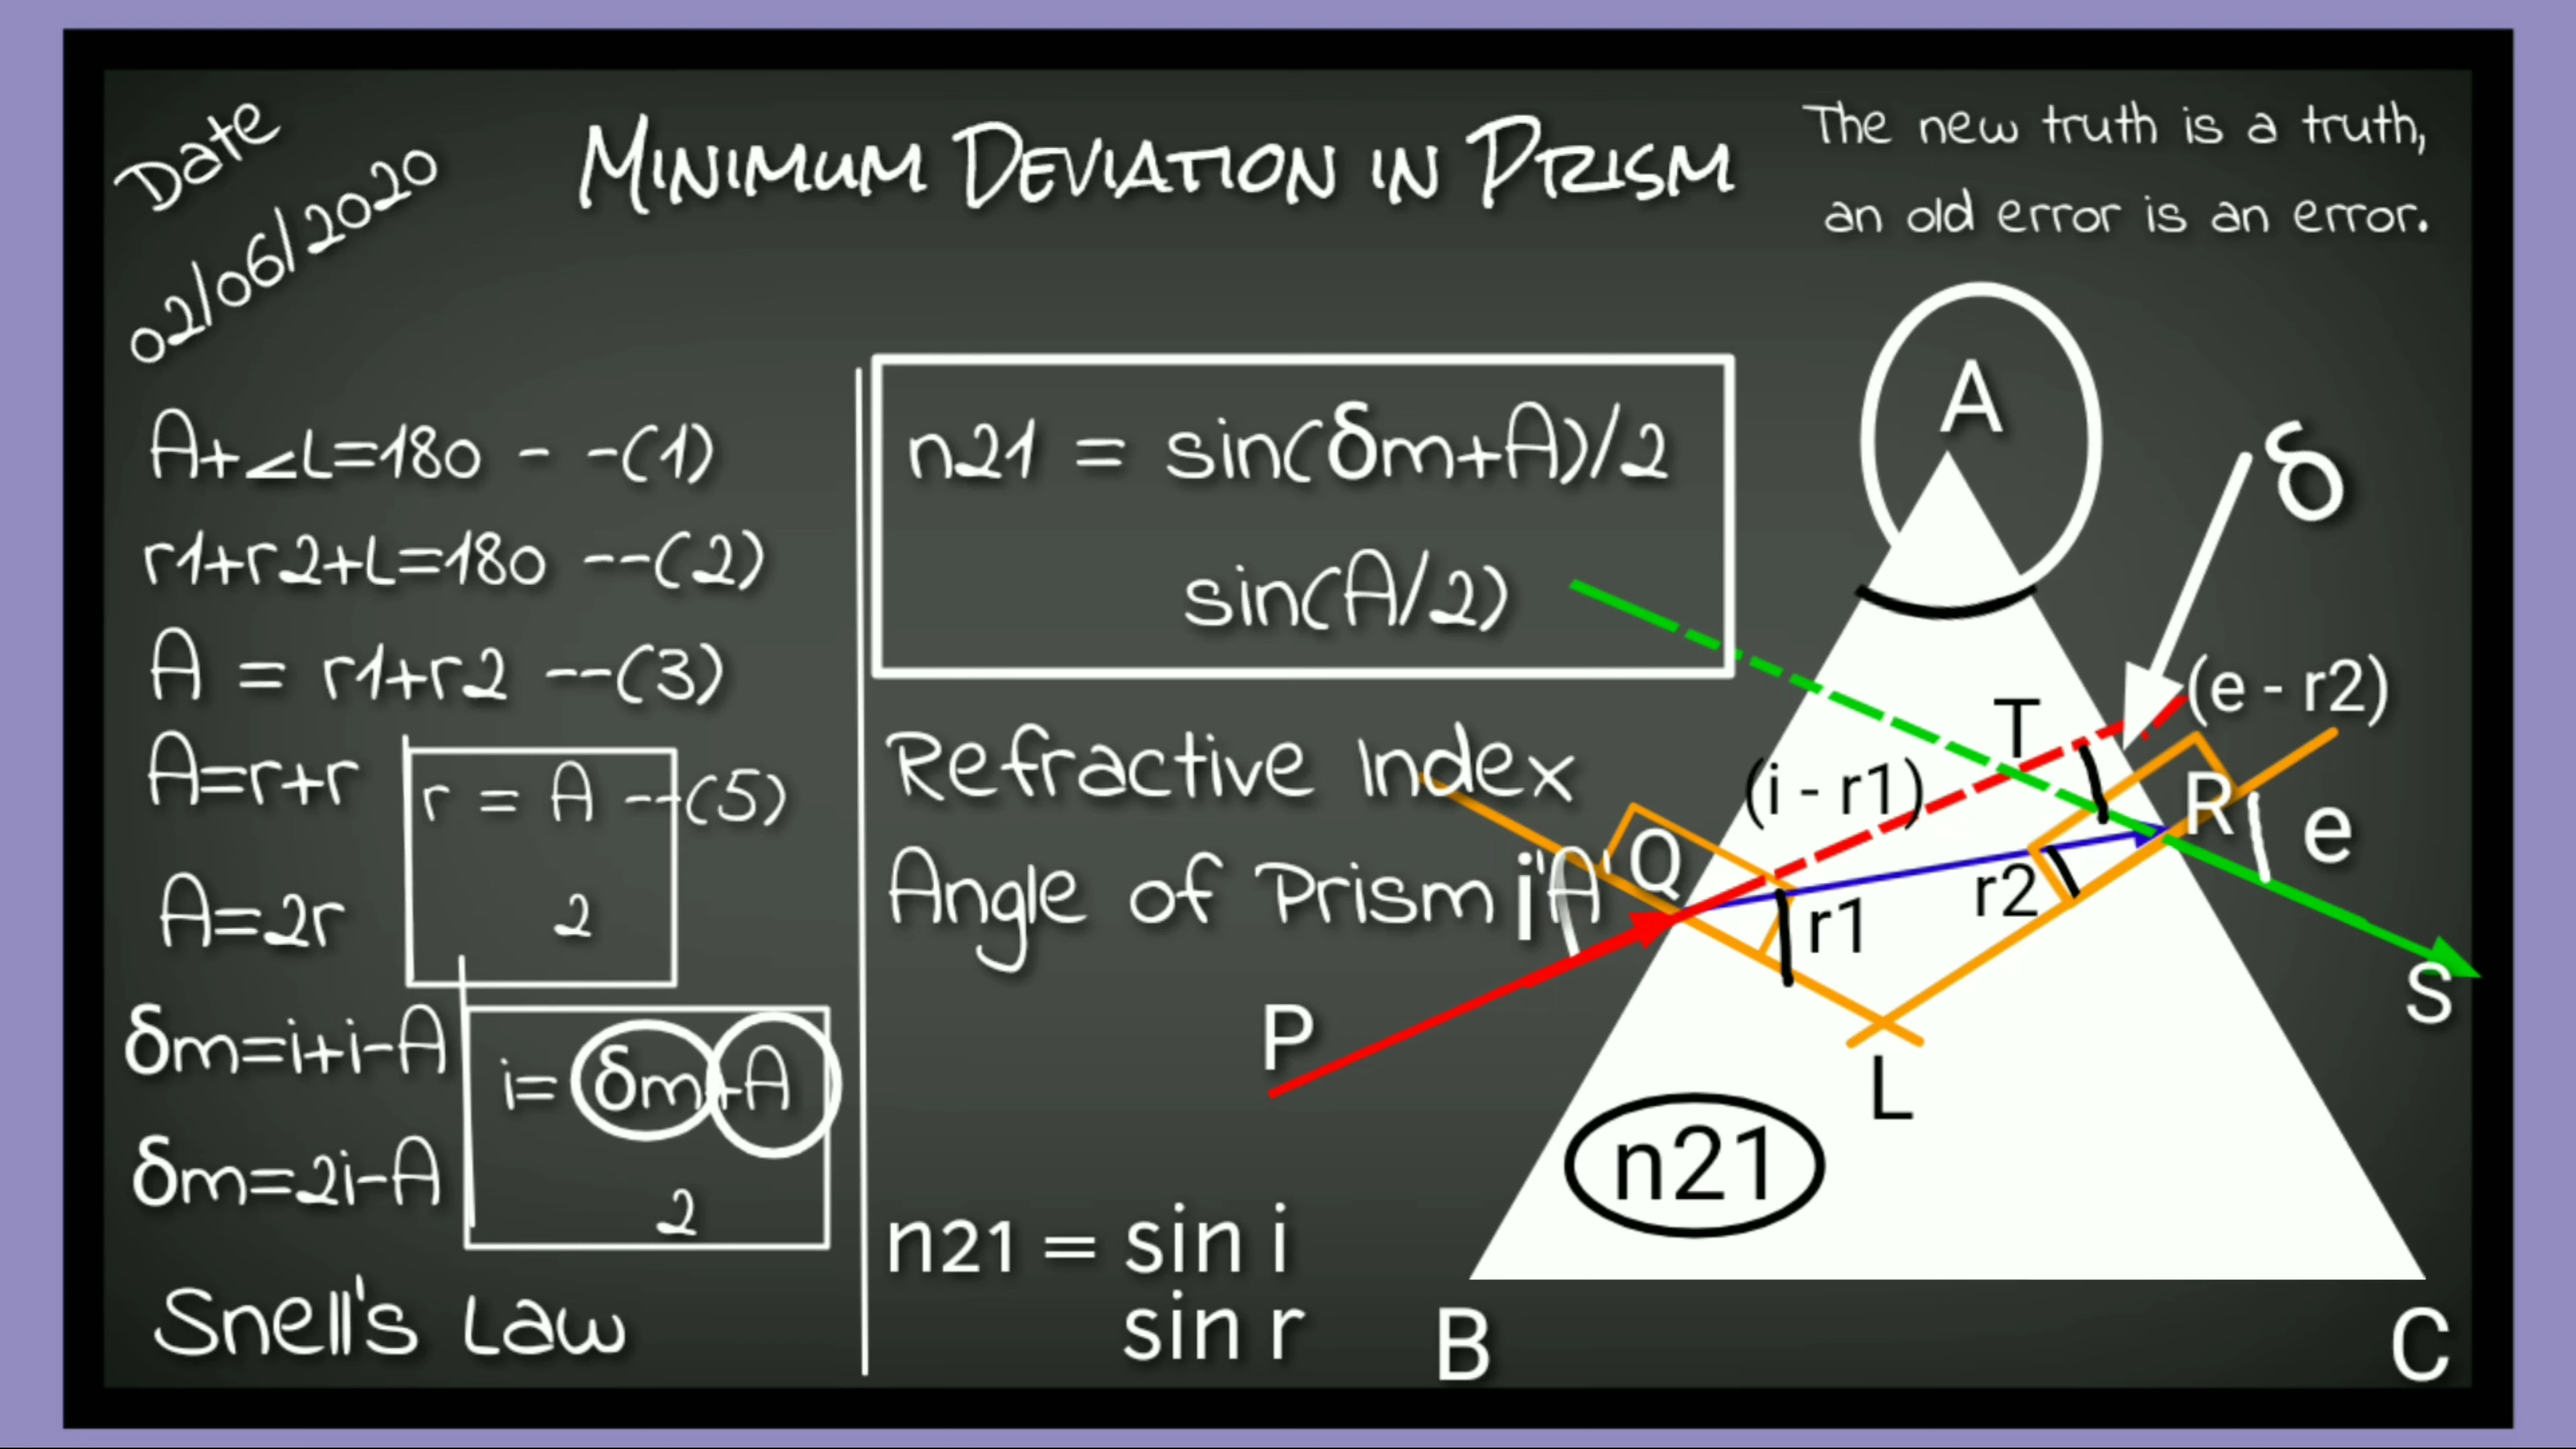 Date
02/06/2020
MINIMUM DEVIATION IN PRISM
The new truth is a truth,
an old error is an error.
A+∠L=180 - -(1)
r1+r2+L=180 --(2)
A = r1+r2 --(3)
A=r+r
r = A --(5)
2
A=2r
δm=i+i-A
i= δm+A
2
δm=2i-A
Snell's Law
n21 = sin(δm+A)/2
sin(A/2)
Refractive Index
Angle of Prism 'A'
n21 = sin i
sin r
A
δ
(e - r2)
T
(i - r1)
R
e
Q
i
r1
r2
P
S
L
n21
B
C